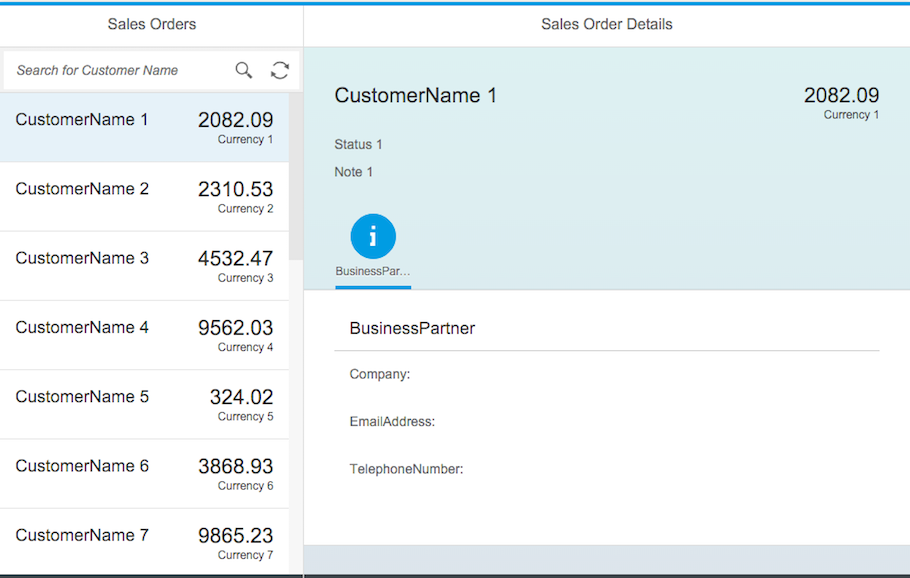 Sales Orders
Search for Customer Name
CustomerName 1 2082.09
Currency 1
CustomerName 2 2310.53
Currency 2
CustomerName 3 4532.47
Currency 3
CustomerName 4 9562.03
Currency 4
CustomerName 5 324.02
Currency 5
CustomerName 6 3868.93
Currency 6
CustomerName 7 9865.23
Currency 7
Sales Order Details
CustomerName 1 2082.09
Currency 1
Status 1
Note 1
BusinessPar...
BusinessPartner
Company:
EmailAddress:
TelephoneNumber: